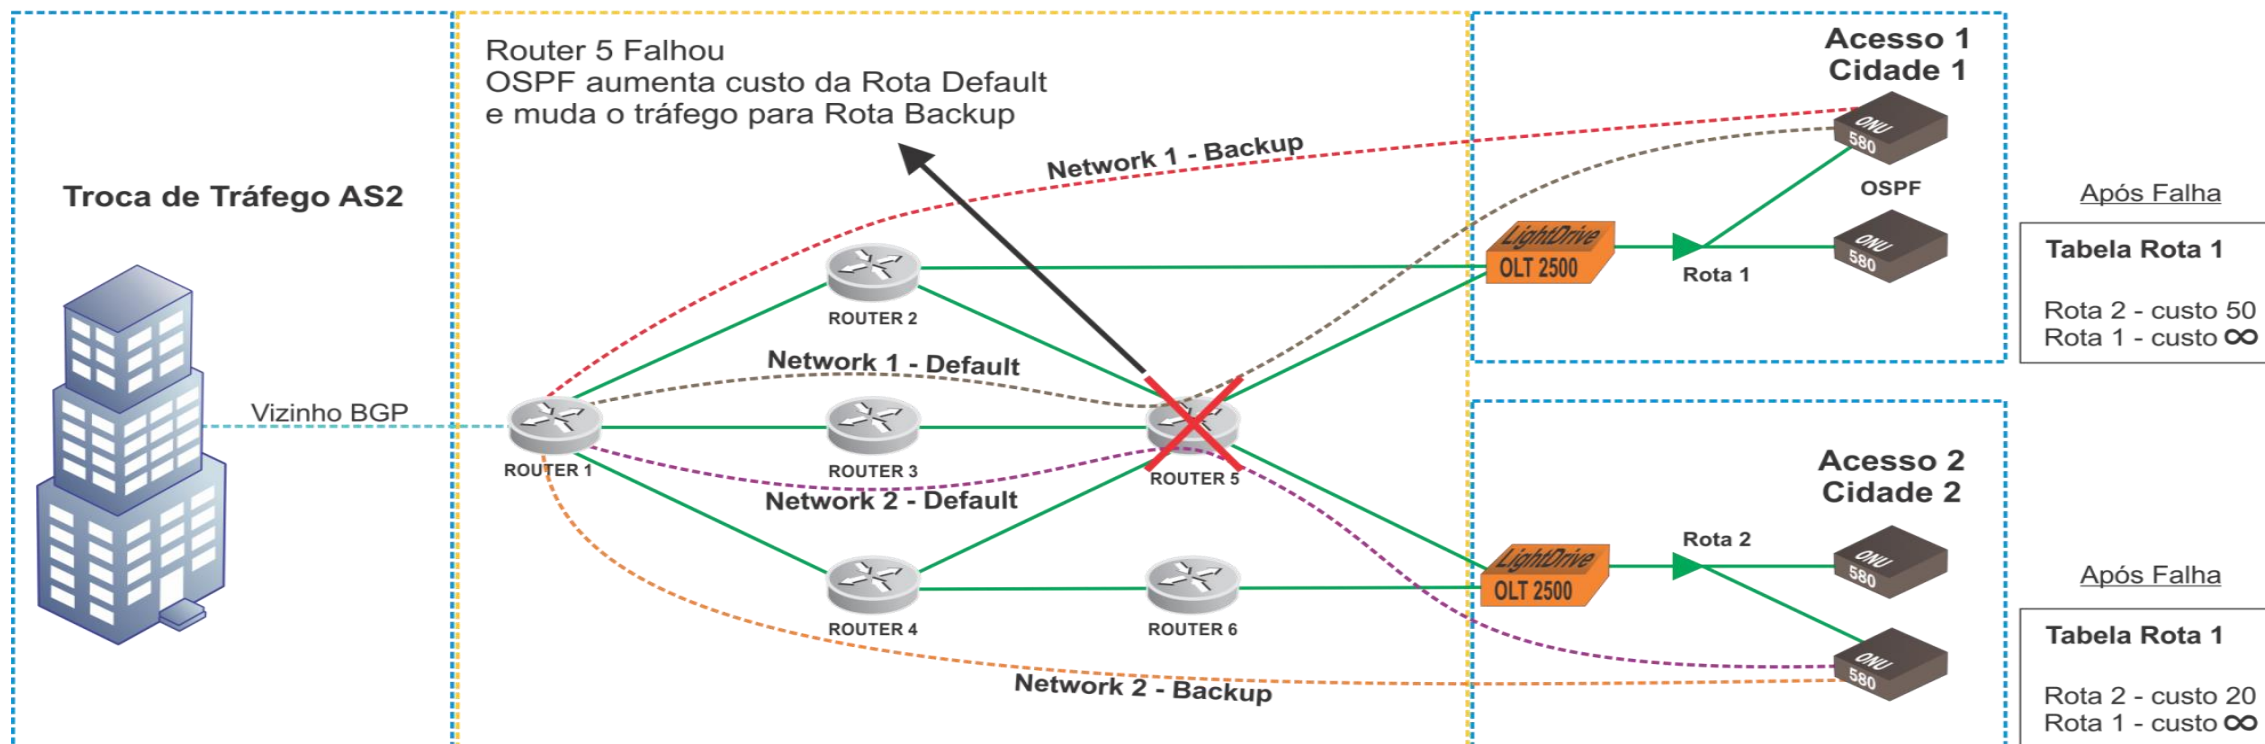 Router 5 Falhou
OSPF aumenta custo da Rota Default
e muda o tráfego para Rota Backup
Troca de Tráfego AS2
Vizinho BGP
Network 1 - Backup
Network 1 - Default
Network 2 - Default
Network 2 - Backup
ROUTER 1
ROUTER 2
ROUTER 3
ROUTER 4
ROUTER 5
ROUTER 6
Acesso 1
Cidade 1
ONU
580
OSPF
ONU
580
LightDrive
OLT 2500
Rota 1
Após Falha
Tabela Rota 1
Rota 2 - custo 50
Rota 1 - custo ∞
Acesso 2
Cidade 2
LightDrive
OLT 2500
Rota 2
ONU
580
ONU
580
Após Falha
Tabela Rota 1
Rota 2 - custo 20
Rota 1 - custo ∞